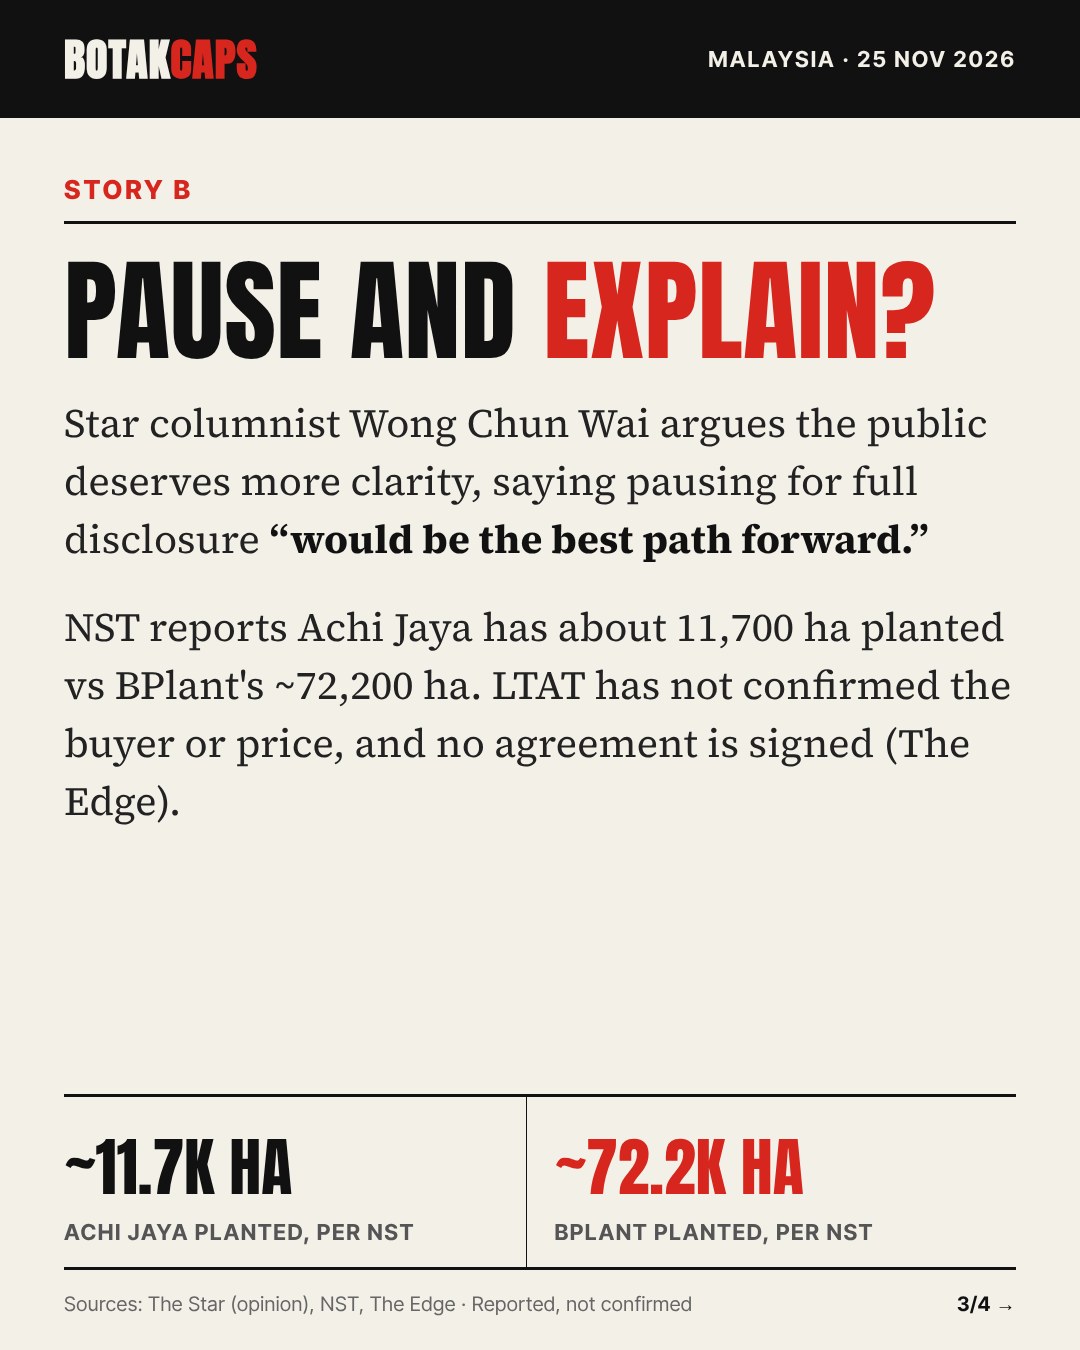 BOTAKCAPS
MALAYSIA · 25 NOV 2026
STORY B
PAUSE AND EXPLAIN?
Star columnist Wong Chun Wai argues the public
deserves more clarity, saying pausing for full
disclosure “would be the best path forward.”
NST reports Achi Jaya has about 11,700 ha planted
vs BPlant's ~72,200 ha. LTAT has not confirmed the
buyer or price, and no agreement is signed (The
Edge).
~11.7K HA
ACHI JAYA PLANTED, PER NST
~72.2K HA
BPLANT PLANTED, PER NST
Sources: The Star (opinion), NST, The Edge · Reported, not confirmed
3/4 →